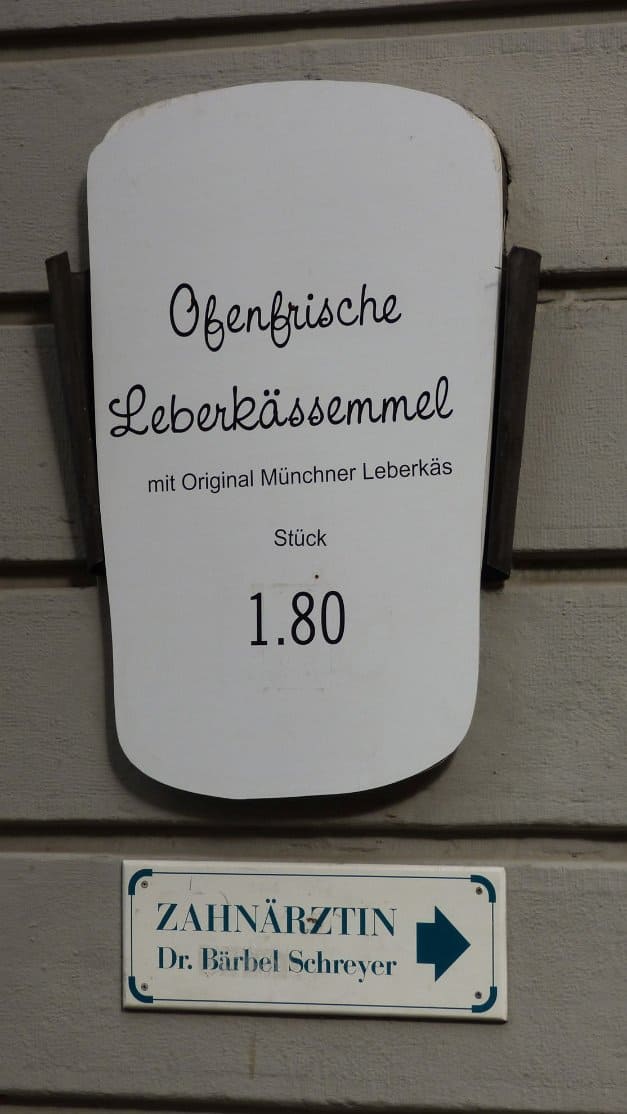 Ofenfrische
Leberkässemmel
mit Original Münchner Leberkäs
Stück
1.80
ZAHNÄRZTIN
Dr. Bärbel Schreyer